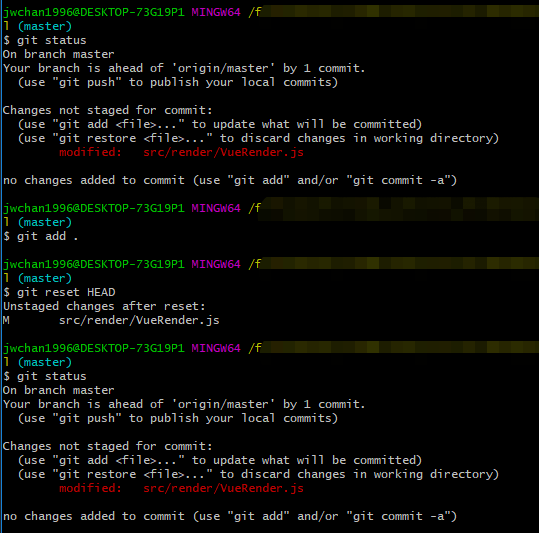 jwchan1996@DESKTOP-73G19P1 MINGW64 /f
l (master)
$ git status
On branch master
Your branch is ahead of 'origin/master' by 1 commit.
  (use "git push" to publish your local commits)

Changes not staged for commit:
  (use "git add <file>..." to update what will be committed)
  (use "git restore <file>..." to discard changes in working directory)
        modified:   src/render/VueRender.js

no changes added to commit (use "git add" and/or "git commit -a")

jwchan1996@DESKTOP-73G19P1 MINGW64 /f
l (master)
$ git add .

jwchan1996@DESKTOP-73G19P1 MINGW64 /f
l (master)
$ git reset HEAD
Unstaged changes after reset:
M       src/render/VueRender.js

jwchan1996@DESKTOP-73G19P1 MINGW64 /f
l (master)
$ git status
On branch master
Your branch is ahead of 'origin/master' by 1 commit.
  (use "git push" to publish your local commits)

Changes not staged for commit:
  (use "git add <file>..." to update what will be committed)
  (use "git restore <file>..." to discard changes in working directory)
        modified:   src/render/VueRender.js

no changes added to commit (use "git add" and/or "git commit -a")